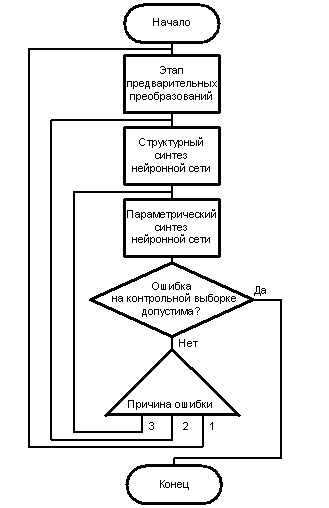 Начало
Этап
предварительных
преобразований
Структурный
синтез
нейронной сети
Параметрический
синтез
нейронной сети
Ошибка
на контрольной выборке
допустима?
Да
Нет
Причина ошибки
3 2 1
Конец